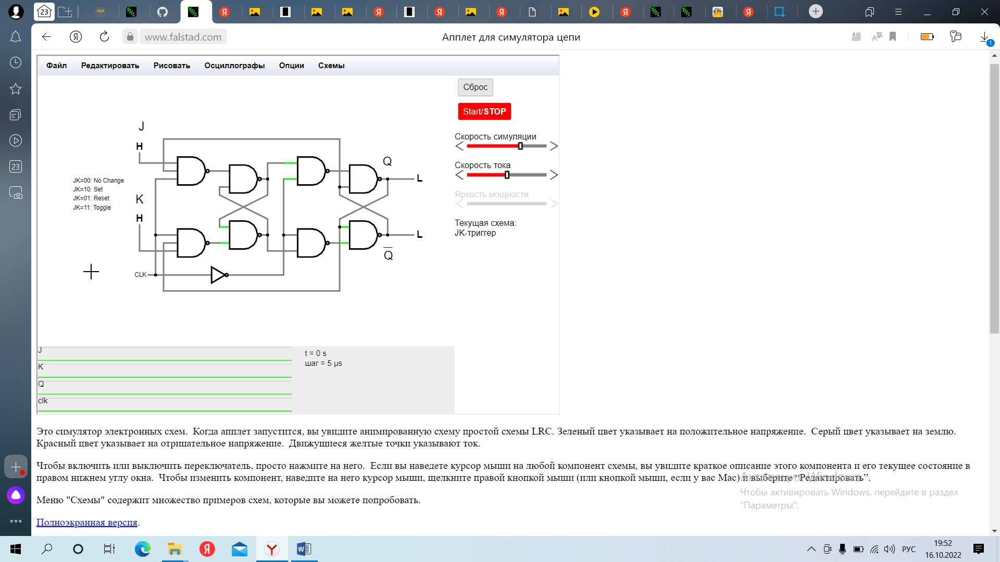 23
www.falstad.com
Апплет для симулятора цепи
1
Файл Редактировать Рисовать Осциллографы Опции Схемы
Сброс
Start/STOP
Скорость симуляции
Скорость тока
Яркость мощности
Текущая схема:
JK-триггер
J
H
JK=00: No Change
JK=10: Set
JK=01: Reset
JK=11: Toggle
K
H
CLK
Q
L
L
Q
23
J
K
Q
clk
t = 0 s
шаг = 5 µs
Это симулятор электронных схем. Когда апплет запустится, вы увидите анимированную схему простой схемы LRC. Зеленый цвет указывает на положительное напряжение. Серый цвет указывает на землю.
Красный цвет указывает на отрицательное напряжение. Движущиеся желтые точки указывают ток.
Чтобы включить или выключить переключатель, просто нажмите на него. Если вы наведете курсор мыши на любой компонент схемы, вы увидите краткое описание этого компонента и его текущее состояние в
правом нижнем углу окна. Чтобы изменить компонент, наведите на него курсор мыши, щелкните правой кнопкой мыши (или кнопкой мыши, если у вас Mac) и выберите “Редактировать”.
Меню "Схемы" содержит множество примеров схем, которые вы можете попробовать.
Полноэкранная версия.
Активация Windows
Чтобы активировать Windows, перейдите в раздел
"Параметры".
РУС
19:52
16.10.2022